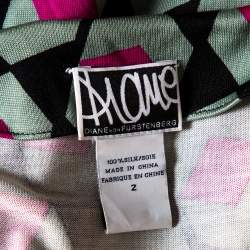 Diane
DIANE VON FURSTENBERG
100% SILK/SOIE
MADE IN CHINA
FABRIQUE EN CHINE
2